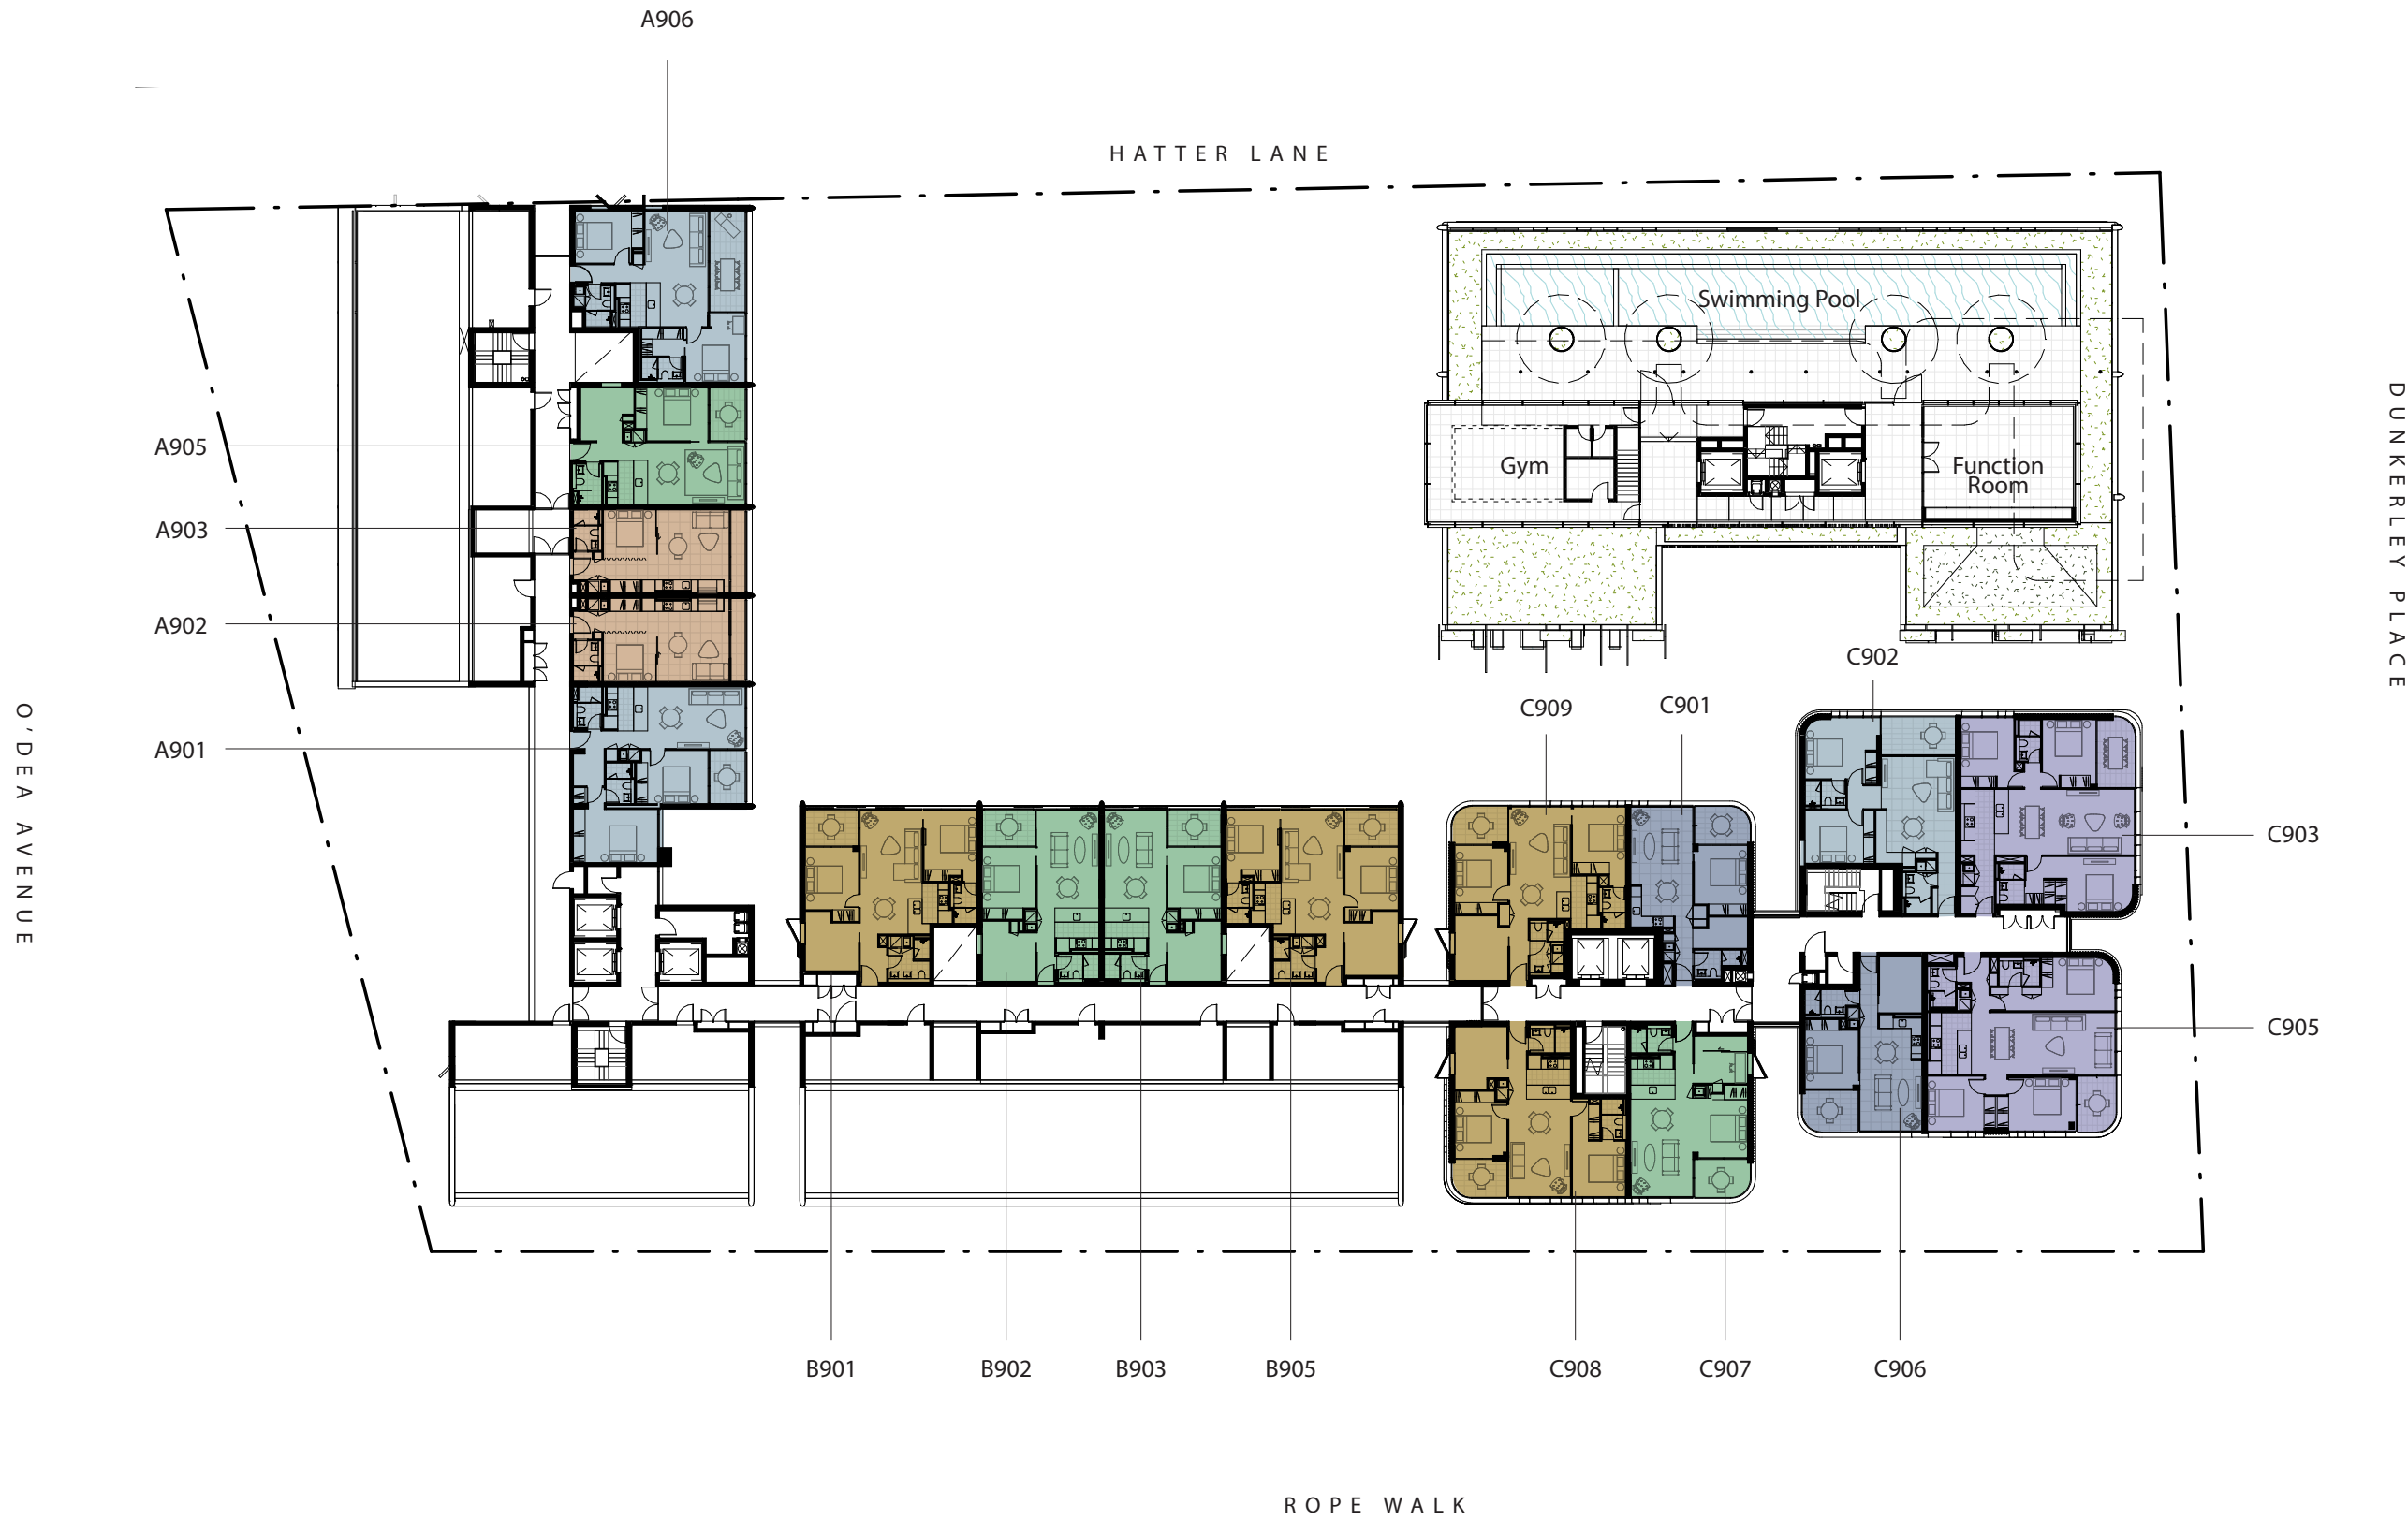 A906
HATTER LANE
Swimming Pool
Gym
Function
Room
DUNKERLEY PLACE
A905
A903
A902
A901
O'DEA AVENUE
C902
C909
C901
C903
C905
B901
B902
B903
B905
C908
C907
C906
ROPE WALK